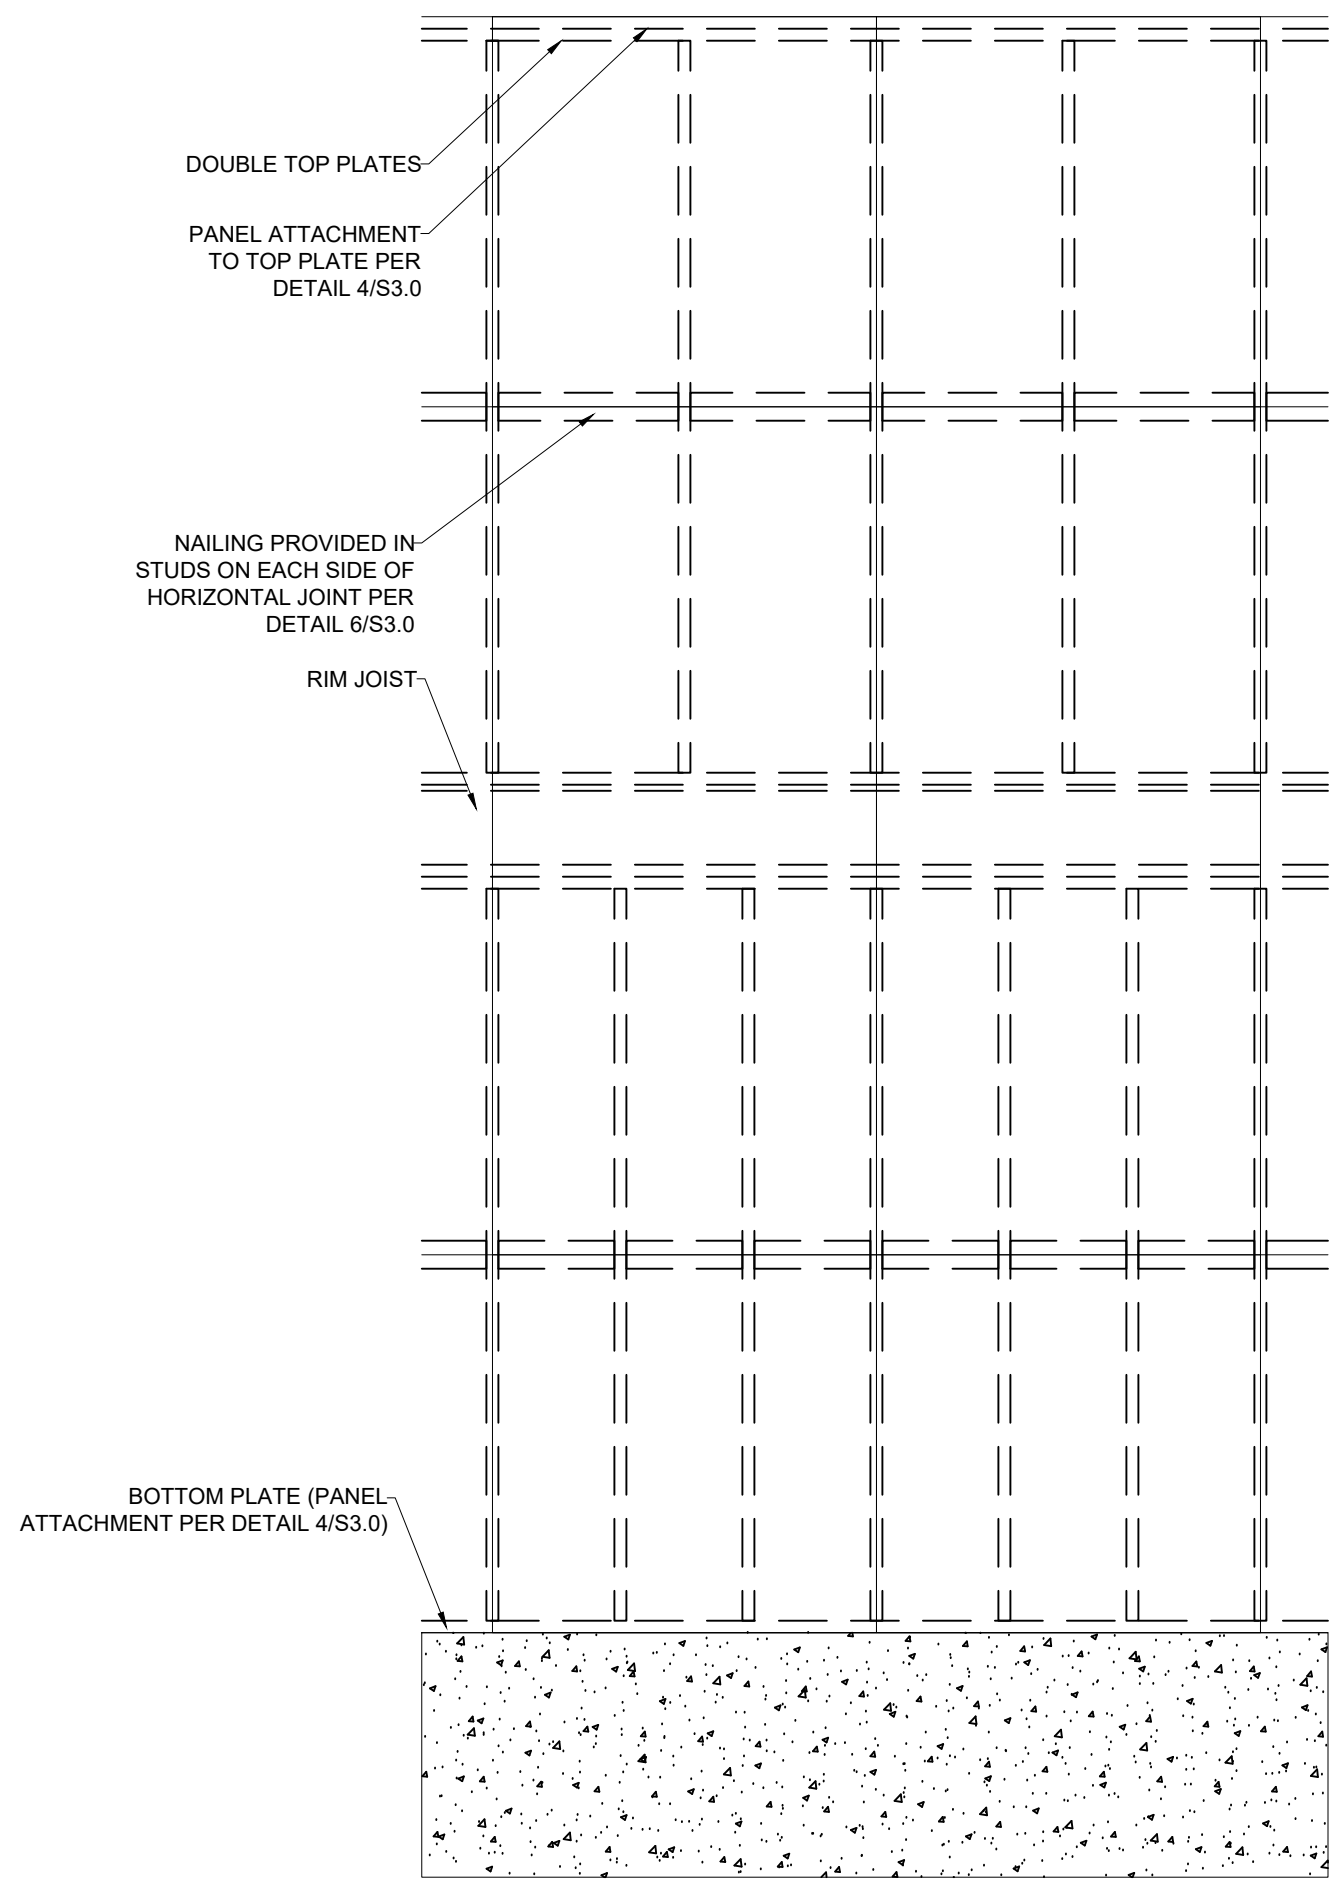 DOUBLE TOP PLATES
PANEL ATTACHMENT
TO TOP PLATE PER
DETAIL 4/S3.0
NAILING PROVIDED IN
STUDS ON EACH SIDE OF
HORIZONTAL JOINT PER
DETAIL 6/S3.0
RIM JOIST
BOTTOM PLATE (PANEL
ATTACHMENT PER DETAIL 4/S3.0)